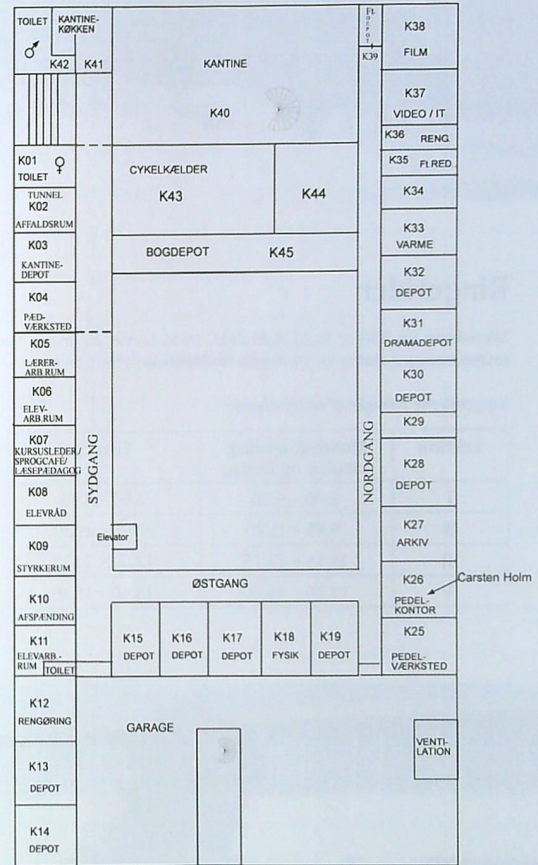 TOILET
KANTINE-
KØKKEN
K42
K41
KANTINE
K40
Ft
DEPOT
K39
K38
FILM
K37
VIDEO / IT
K36
RENG.
K35
Ft RED.
K34
K33
VARME
K32
DEPOT
K31
DRAMADEPOT
K30
DEPOT
K29
K28
DEPOT
K27
ARKIV
K26
PEDEL-
KONTOR
Carsten Holm
K25
PEDEL-
VÆRKSTED
K01
TOILET
TUNNEL
K02
AFFALDSRUM
K03
KANTINE-
DEPOT
K04
PÆD-
VÆRKSTED
K05
LÆRER-
ARB.RUM
K06
ELEV-
ARB.RUM
K07
KURSUSLEDER/
SPROGCAFÉ/
LÆSEPÆDAGOG
K08
ELEVRÅD
K09
STYRKERUM
K10
AFSPÆNDING
K11
ELEVARB.-
RUM
TOILET
K12
RENGØRING
K13
DEPOT
K14
DEPOT
CYKELKÆLDER
K43
K44
BOGDEPOT K45
SYDGANG
NORDGANG
Elevator
ØSTGANG
K15
DEPOT
K16
DEPOT
K17
DEPOT
K18
FYSIK
K19
DEPOT
GARAGE
VENTI-
LATION